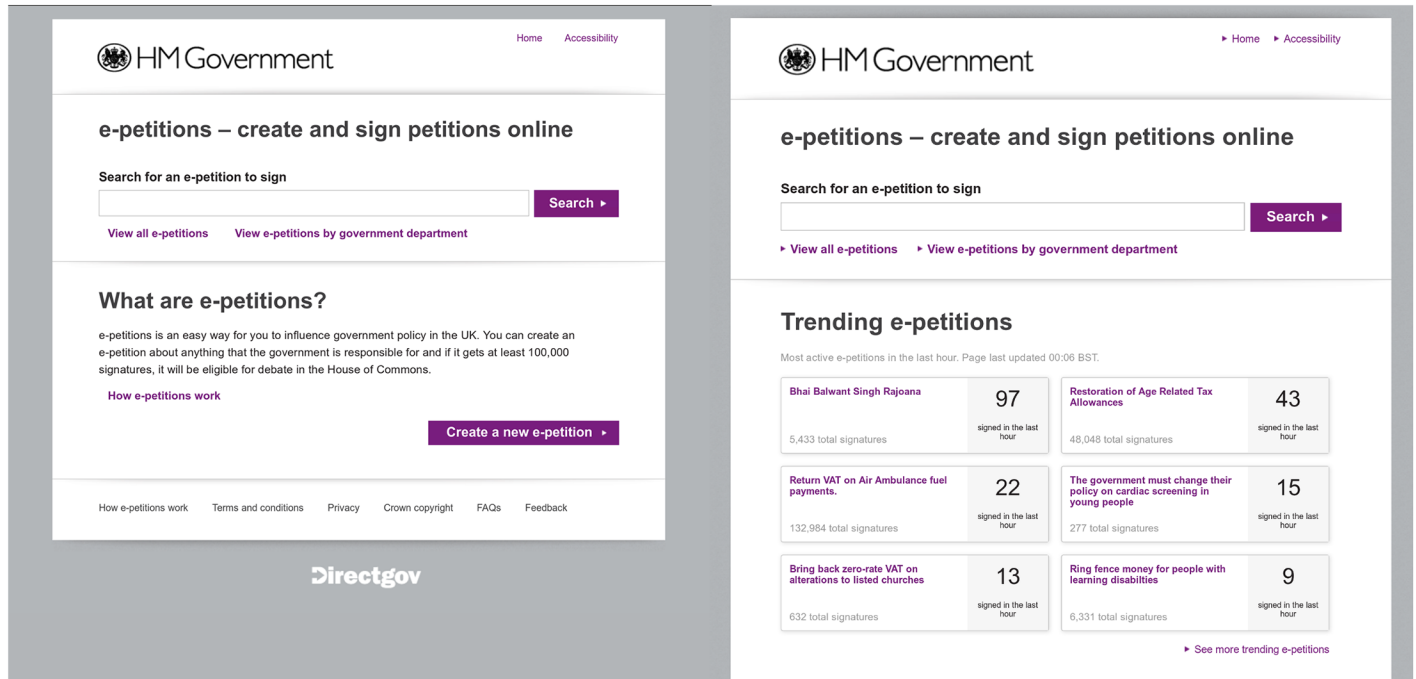 HM Government
Home
Accessibility
e-petitions – create and sign petitions online
Search for an e-petition to sign
Search
View all e-petitions
View e-petitions by government department
What are e-petitions?
e-petitions is an easy way for you to influence government policy in the UK. You can create an
e-petition about anything that the government is responsible for and if it gets at least 100,000
signatures, it will be eligible for debate in the House of Commons.
How e-petitions work
Create a new e-petition
How e-petitions work
Terms and conditions
Privacy
Crown copyright
FAQs
Feedback
Directgov
HM Government
Home
Accessibility
e-petitions – create and sign petitions online
Search for an e-petition to sign
Search
View all e-petitions
View e-petitions by government department
Trending e-petitions
Most active e-petitions in the last hour. Page last updated 00:06 BST.
Bhai Balwant Singh Rajoana
5,433 total signatures
97
signed in the last
hour
Restoration of Age Related Tax
Allowances
48,048 total signatures
43
signed in the last
hour
Return VAT on Air Ambulance fuel
payments.
132,984 total signatures
22
signed in the last
hour
The government must change their
policy on cardiac screening in
young people
277 total signatures
15
signed in the last
hour
Bring back zero-rate VAT on
alterations to listed churches
632 total signatures
13
signed in the last
hour
Ring fence money for people with
learning disabilties
6,331 total signatures
9
signed in the last
hour
See more trending e-petitions